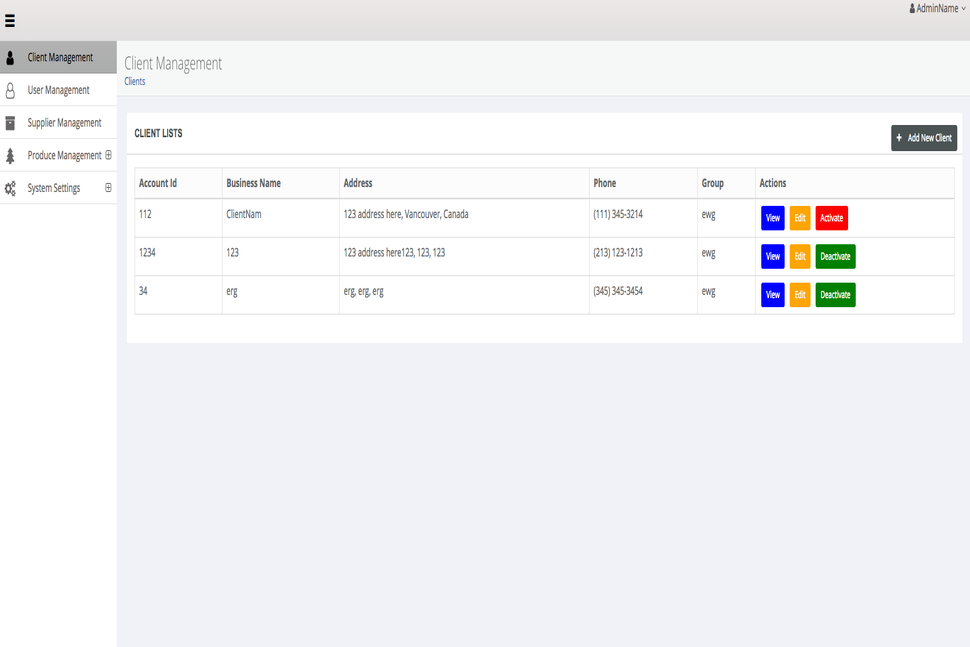 AdminName
Client Management
User Management
Supplier Management
Produce Management
System Settings
Client Management
Clients
CLIENT LISTS
+ Add New Client
Account Id Business Name Address Phone Group Actions
112 ClientNam 123 address here, Vancouver, Canada (111) 345-3214 ewg View Edit Activate
1234 123 123 address here123, 123, 123 (213) 123-1213 ewg View Edit Deactivate
34 erg erg, erg, erg (345) 345-3454 ewg View Edit Deactivate